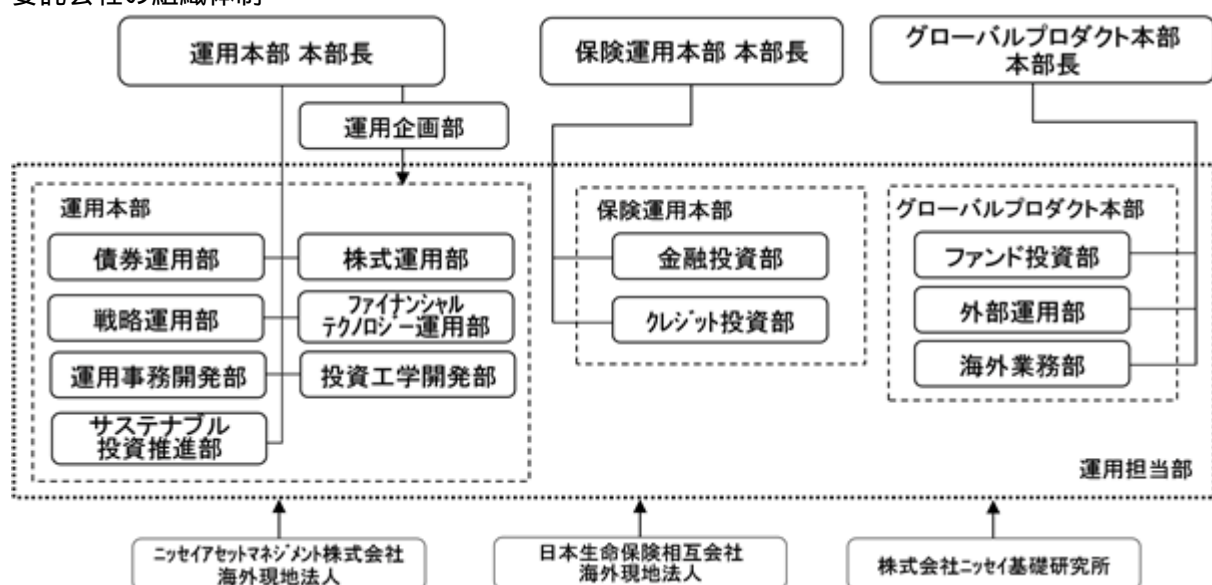 委託会社の組織体制
運用本部 本部長
保険運用本部 本部長
グローバルプロダクト本部
本部長
運用企画部
運用本部
保険運用本部
グローバルプロダクト本部
債券運用部
株式運用部
金融投資部
ファンド投資部
戦略運用部
ファイナンシャル
テクノロジー運用部
クレジット投資部
外部運用部
運用事務開発部
投資工学開発部
海外業務部
サステナブル
投資推進部
運用担当部
ニッセイアセットマネジメント株式会社
海外現地法人
日本生命保険相互会社
海外現地法人
株式会社ニッセイ基礎研究所